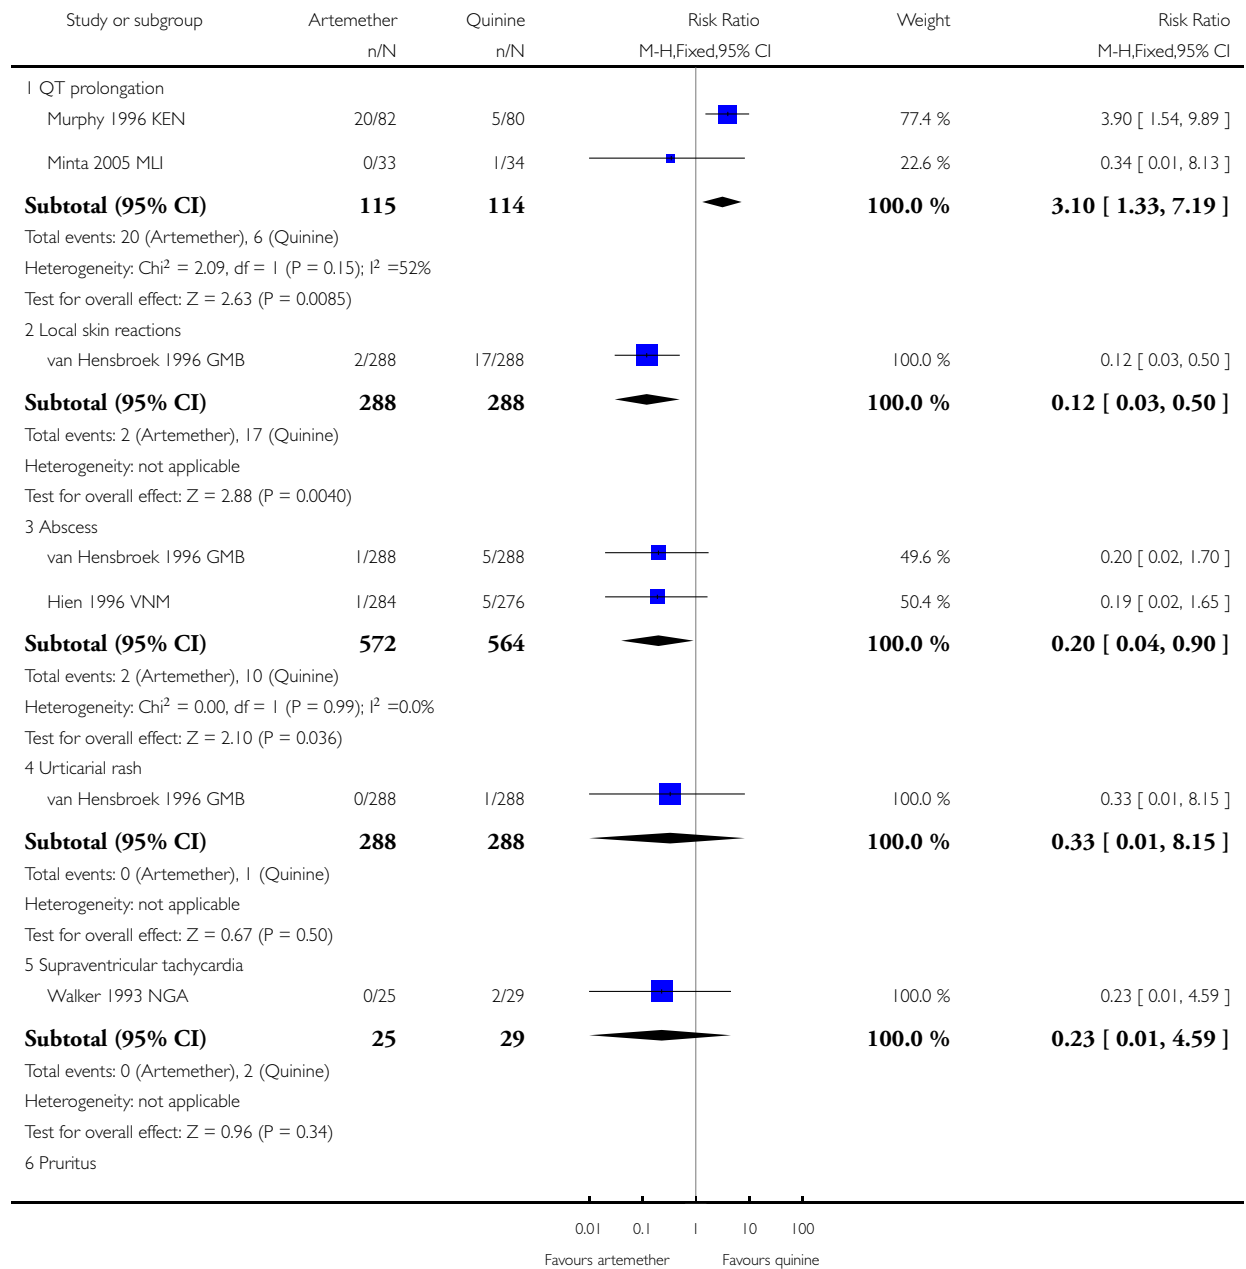 Study or subgroup Artemether Quinine Risk Ratio Weight Risk Ratio
n/N n/N M-H,Fixed,95% CI M-H,Fixed,95% CI
1 QT prolongation
Murphy 1996 KEN 20/82 5/80 77.4 % 3.90 [ 1.54, 9.89 ]
Minta 2005 MLI 0/33 1/34 22.6 % 0.34 [ 0.01, 8.13 ]
Subtotal (95% CI) 115 114 100.0 % 3.10 [ 1.33, 7.19 ]
Total events: 20 (Artemether), 6 (Quinine)
Heterogeneity: Chi² = 2.09, df = 1 (P = 0.15); I² =52%
Test for overall effect: Z = 2.63 (P = 0.0085)
2 Local skin reactions
van Hensbroek 1996 GMB 2/288 17/288 100.0 % 0.12 [ 0.03, 0.50 ]
Subtotal (95% CI) 288 288 100.0 % 0.12 [ 0.03, 0.50 ]
Total events: 2 (Artemether), 17 (Quinine)
Heterogeneity: not applicable
Test for overall effect: Z = 2.88 (P = 0.0040)
3 Abscess
van Hensbroek 1996 GMB 1/288 5/288 49.6 % 0.20 [ 0.02, 1.70 ]
Hien 1996 VNM 1/284 5/276 50.4 % 0.19 [ 0.02, 1.65 ]
Subtotal (95% CI) 572 564 100.0 % 0.20 [ 0.04, 0.90 ]
Total events: 2 (Artemether), 10 (Quinine)
Heterogeneity: Chi² = 0.00, df = 1 (P = 0.99); I² =0.0%
Test for overall effect: Z = 2.10 (P = 0.036)
4 Urticarial rash
van Hensbroek 1996 GMB 0/288 1/288 100.0 % 0.33 [ 0.01, 8.15 ]
Subtotal (95% CI) 288 288 100.0 % 0.33 [ 0.01, 8.15 ]
Total events: 0 (Artemether), 1 (Quinine)
Heterogeneity: not applicable
Test for overall effect: Z = 0.67 (P = 0.50)
5 Supraventricular tachycardia
Walker 1993 NGA 0/25 2/29 100.0 % 0.23 [ 0.01, 4.59 ]
Subtotal (95% CI) 25 29 100.0 % 0.23 [ 0.01, 4.59 ]
Total events: 0 (Artemether), 2 (Quinine)
Heterogeneity: not applicable
Test for overall effect: Z = 0.96 (P = 0.34)
6 Pruritus
0.01 0.1 1 10 100
Favours artemether Favours quinine